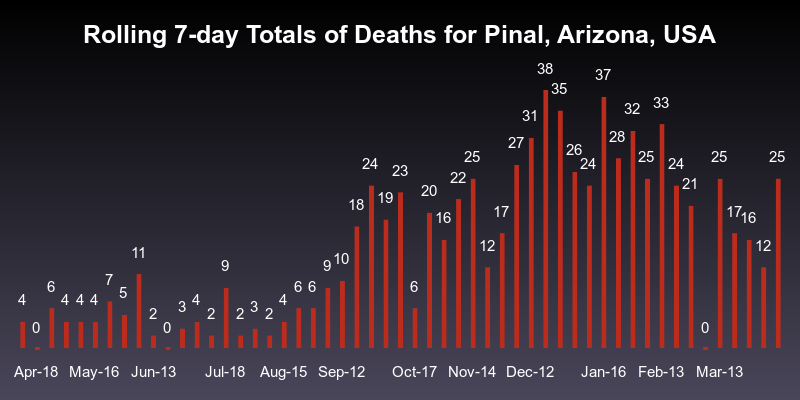 Rolling 7-day Totals of Deaths for Pinal, Arizona, USA
4 0 6 4 4 4 7 5 11 2 0 3 4 2 9 2 3 2 4 6 6 9 10 18 24 19 23 6 20 16 22 25 12 17 27 31 38 35 26 24 37 28 32 25 33 24 21 0 25 17 16 12 25
Apr-18 May-16 Jun-13 Jul-18 Aug-15 Sep-12 Oct-17 Nov-14 Dec-12 Jan-16 Feb-13 Mar-13